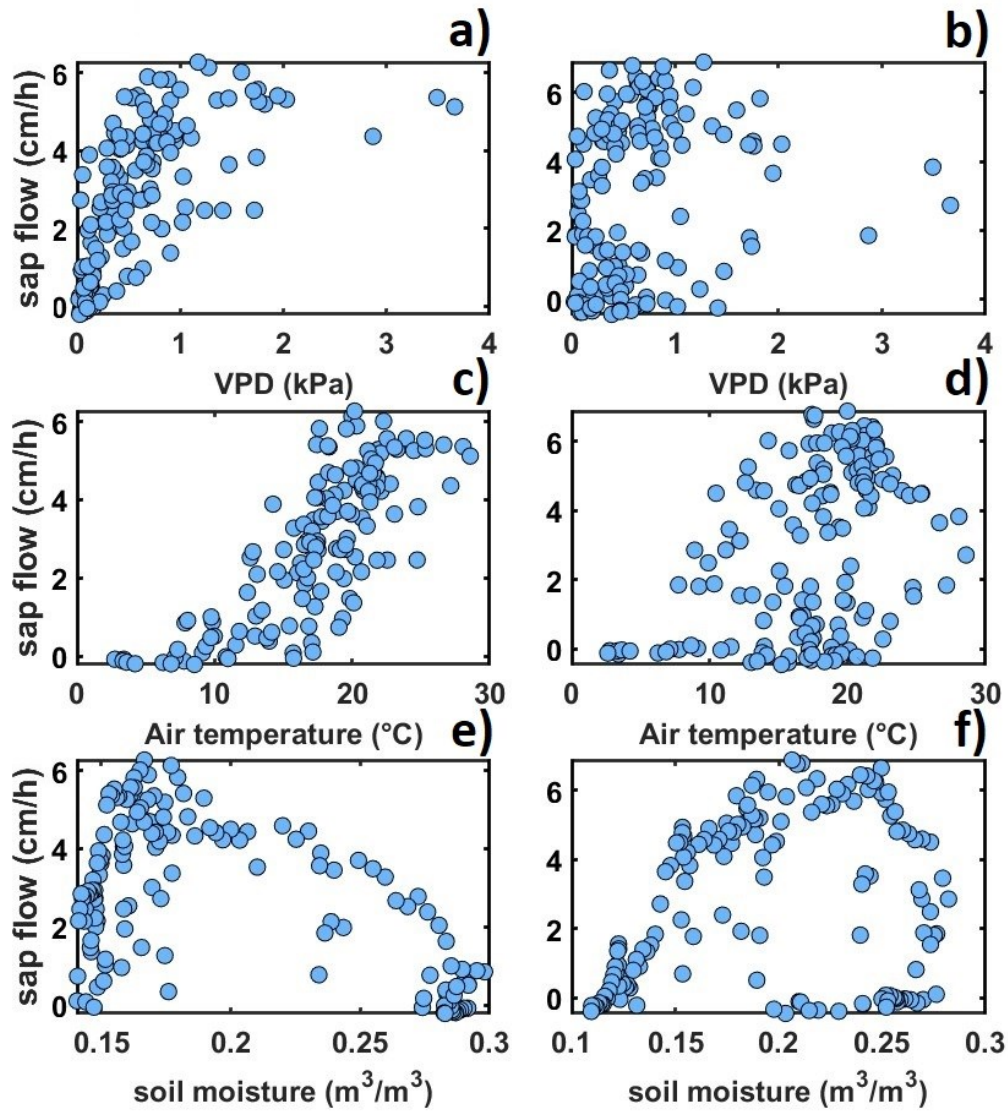 a) b)
sap flow (cm/h)
6
4
2
0
0 1 2 3 4
VPD (kPa)
6
4
2
0
0 1 2 3 4
VPD (kPa)
c) d)
sap flow (cm/h)
6
4
2
0
0 10 20 30
Air temperature (°C)
6
4
2
0
0 10 20 30
Air temperature (°C)
e) f)
sap flow (cm/h)
6
4
2
0
0.15 0.2 0.25 0.3
soil moisture (m³/m³)
6
4
2
0
0.1 0.15 0.2 0.25 0.3
soil moisture (m³/m³)